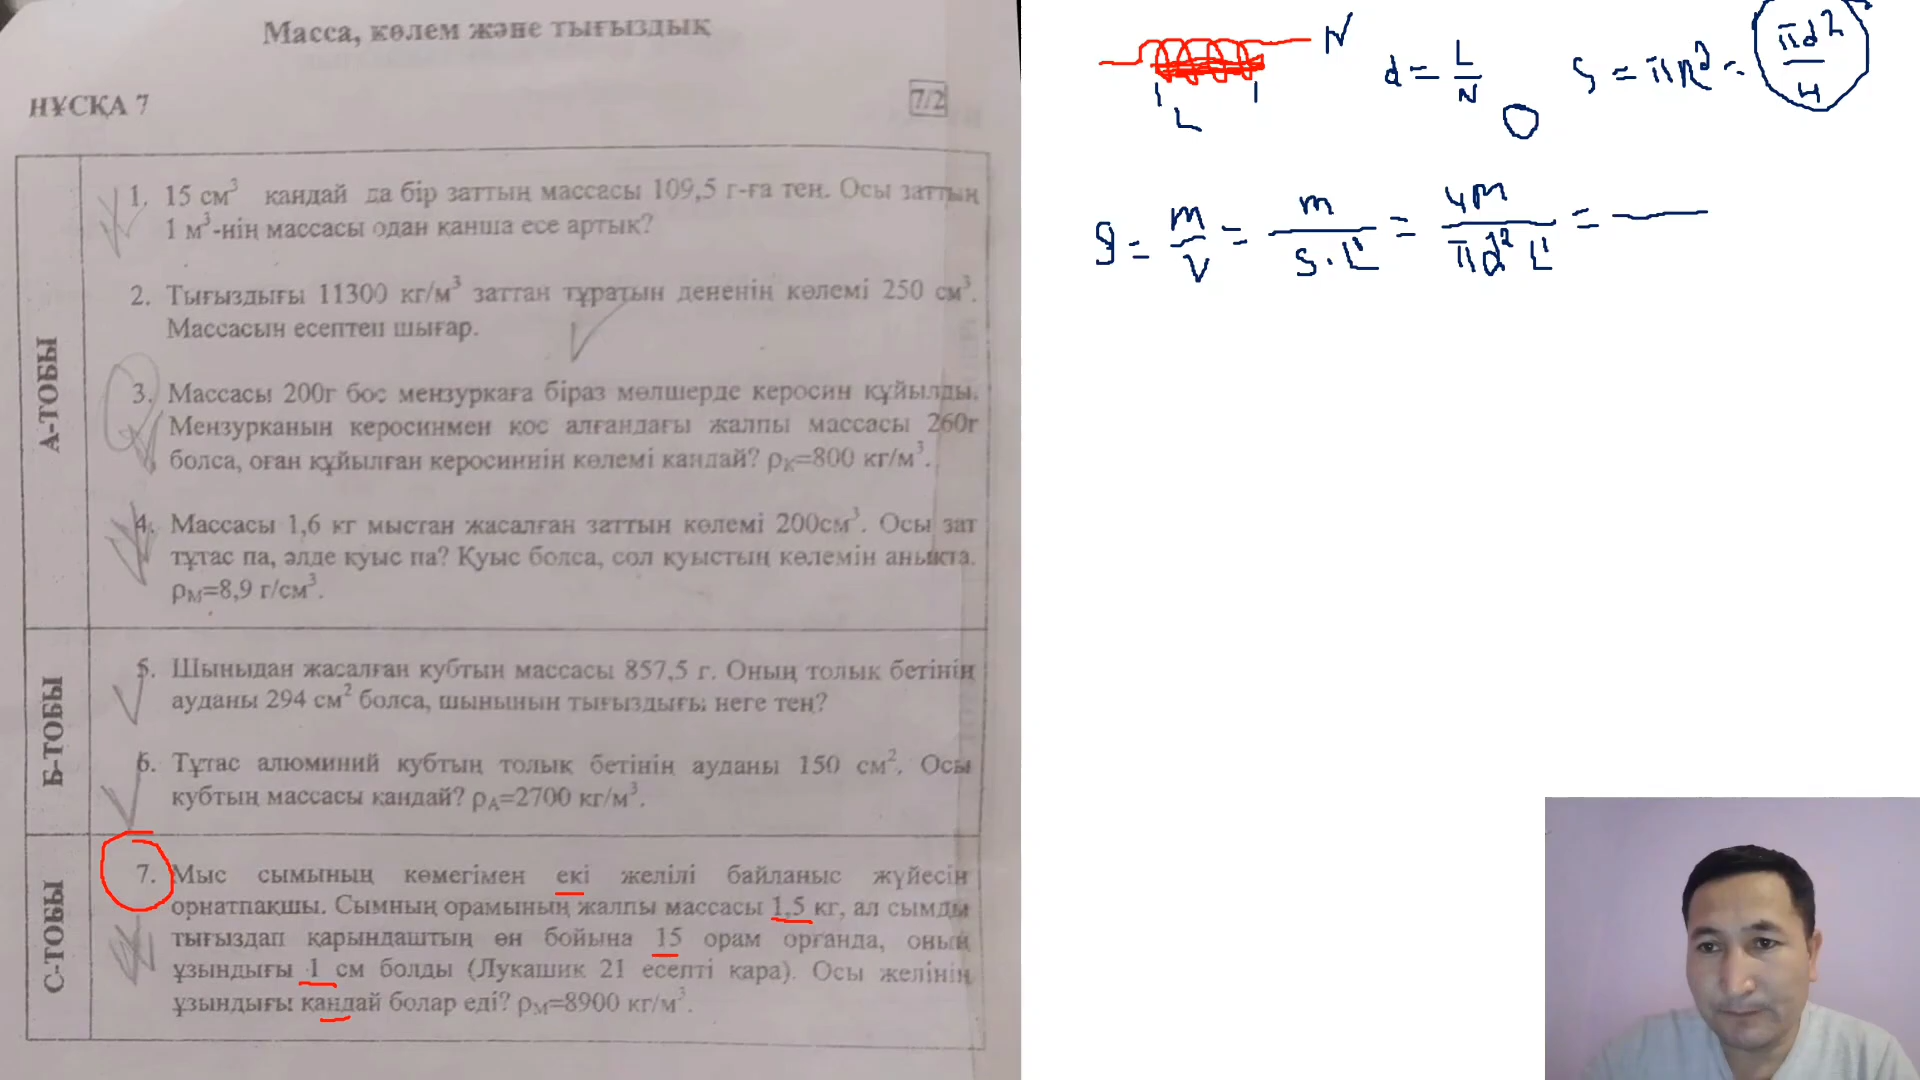 Масса, көлем және тығыздық
НҰСҚА 7
7/2
А-ТОБЫ
1. 15 см³ қандай да бір заттың массасы 109,5 г-ға тең. Осы заттың
1 м³-нің массасы одан қанша есе артық?
2. Тығыздығы 11300 кг/м³ заттан тұратын дененің көлемі 250 см³.
Массасын есептеп шығар.
3. Массасы 200г бос мензуркаға біраз мөлшерде керосин құйылды.
Мензурканын керосинмен қос алғандағы жалпы массасы 260г
болса, оған құйылған керосиннің көлемі қандай? ρК=800 кг/м³.
4. Массасы 1,6 кг мыстан жасалған заттын көлемі 200см³. Осы зат
тұтас па, әлде қуыс па? Қуыс болса, сол қуыстың көлемін анықта.
ρМ=8,9 г/см³.
Б-ТОБЫ
5. Шыныдан жасалған кубтың массасы 857,5 г. Оның толық бетінің
ауданы 294 см² болса, шынынын тығыздығы неге тең?
6. Тұтас алюминий кубтың толық бетінің ауданы 150 см². Осы
кубтың массасы қандай? ρА=2700 кг/м³.
С-ТОБЫ
7. Мыс сымының көмегімен екі желілі байланыс жүйесін
орнатпақшы. Сымның орамының жалпы массасы 1,5 кг, ал сымды
тығыздап қарындаштың өн бойына 15 орам орғанда, оның
ұзындығы 1 см болды (Лукашик 21 есепті қара). Осы желінің
ұзындығы қандай болар еді? ρМ=8900 кг/м³.
N
L
d = L/N
S = πR² = πd²/4
ρ = m/V = m/(S·L') = 4m/(πd²L') =